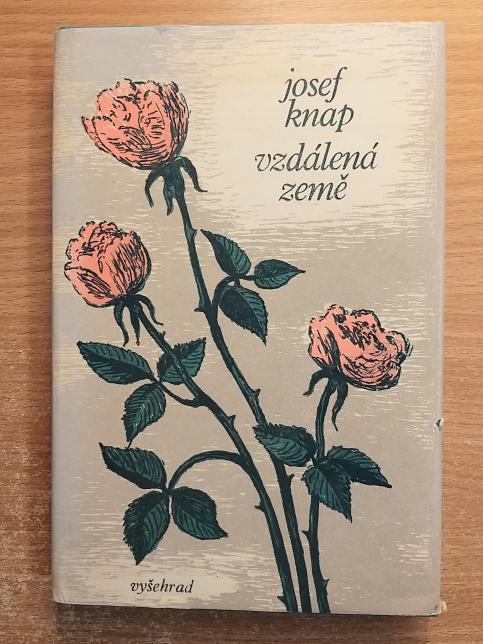 josef
knap
vzdálená
země
vyšehrad